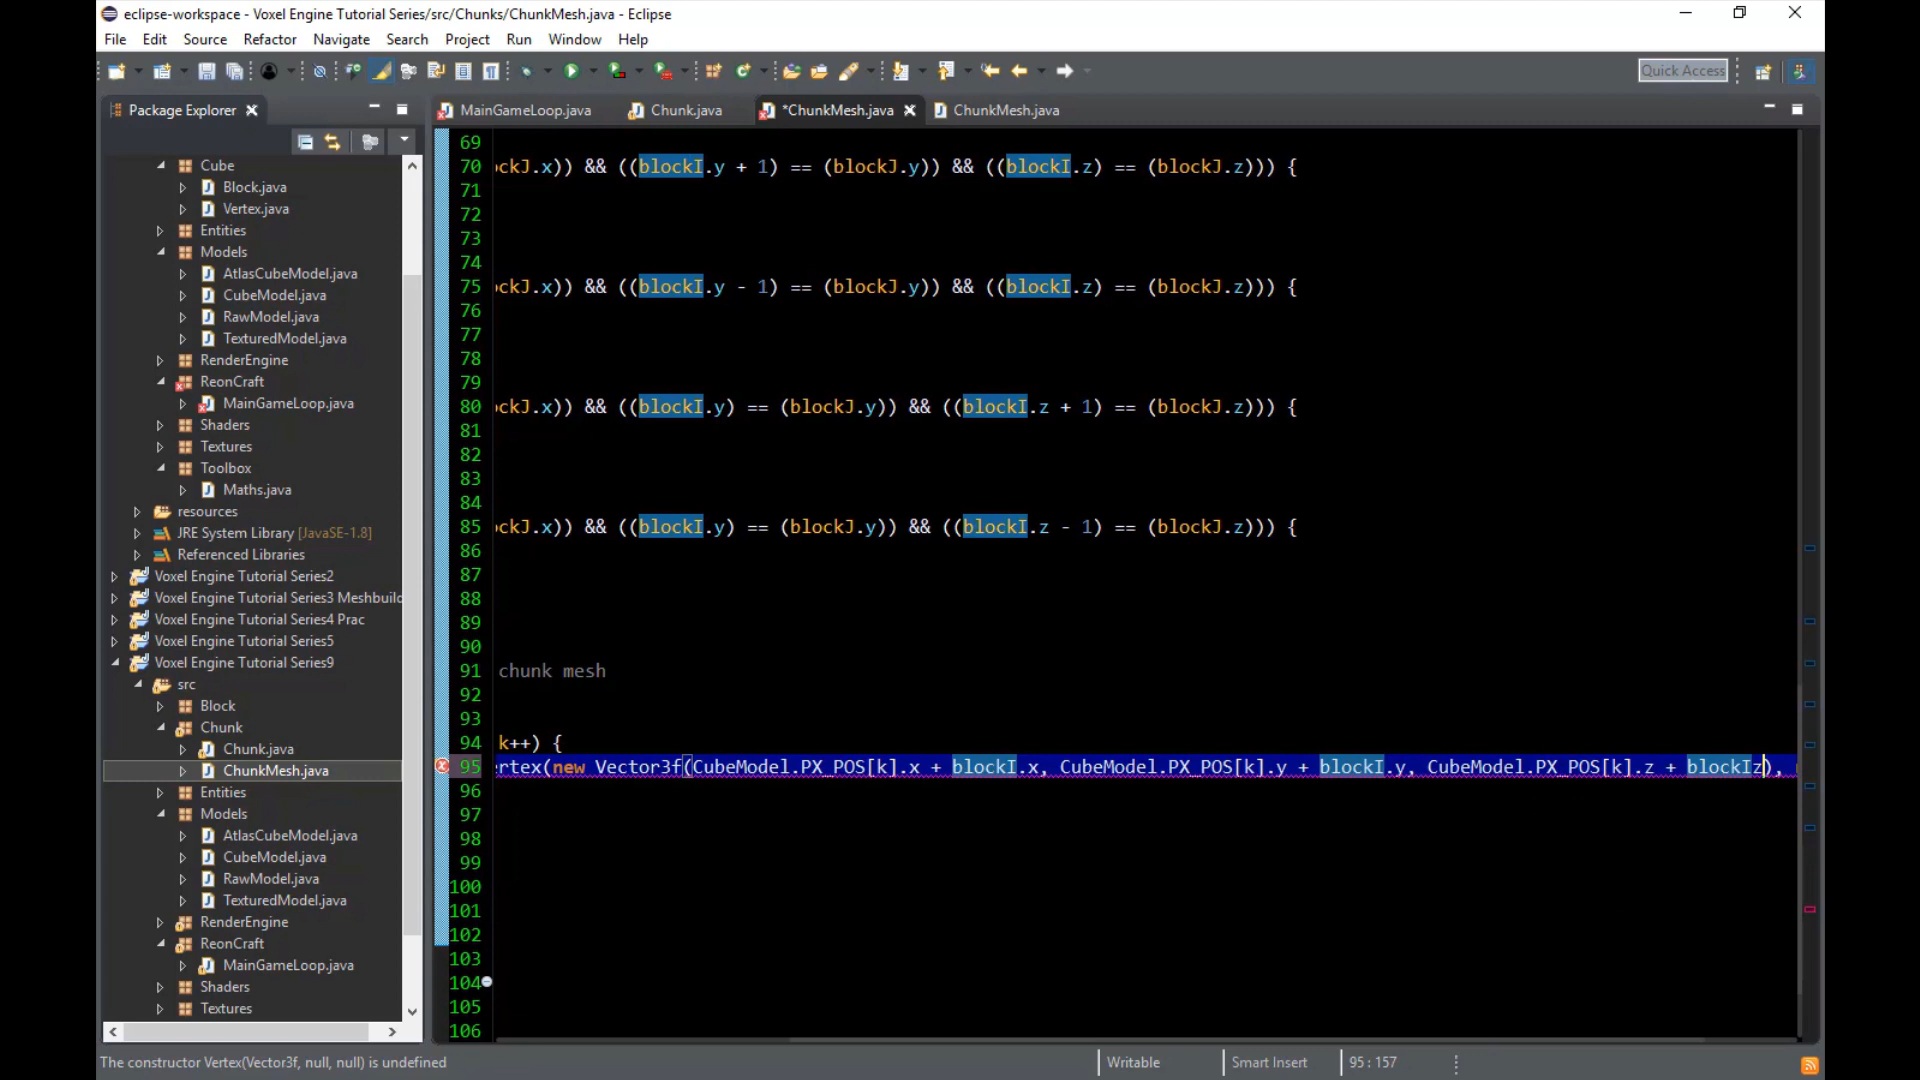 eclipse-workspace - Voxel Engine Tutorial Series/src/Chunks/ChunkMesh.java - Eclipse
File Edit Source Refactor Navigate Search Project Run Window Help
Quick Access
Package Explorer
MainGameLoop.java
Chunk.java
*ChunkMesh.java
ChunkMesh.java
Cube
Block.java
Vertex.java
Entities
Models
AtlasCubeModel.java
CubeModel.java
RawModel.java
TexturedModel.java
RenderEngine
ReonCraft
MainGameLoop.java
Shaders
Textures
Toolbox
Maths.java
resources
JRE System Library [JavaSE-1.8]
Referenced Libraries
Voxel Engine Tutorial Series2
Voxel Engine Tutorial Series3 Meshbuild
Voxel Engine Tutorial Series4 Prac
Voxel Engine Tutorial Series5
Voxel Engine Tutorial Series9
src
Block
Chunk
Chunk.java
ChunkMesh.java
Entities
Models
AtlasCubeModel.java
CubeModel.java
RawModel.java
TexturedModel.java
RenderEngine
ReonCraft
MainGameLoop.java
Shaders
Textures
69
70 ockJ.x)) && ((blockI.y + 1) == (blockJ.y)) && ((blockI.z) == (blockJ.z))) {
71
72
73
74
75 ockJ.x)) && ((blockI.y - 1) == (blockJ.y)) && ((blockI.z) == (blockJ.z))) {
76
77
78
79
80 ockJ.x)) && ((blockI.y) == (blockJ.y)) && ((blockI.z + 1) == (blockJ.z))) {
81
82
83
84
85 ockJ.x)) && ((blockI.y) == (blockJ.y)) && ((blockI.z - 1) == (blockJ.z))) {
86
87
88
89
90
91 chunk mesh
92
93
94 k++) {
95 ertex(new Vector3f(CubeModel.PX_POS[k].x + blockI.x, CubeModel.PX_POS[k].y + blockI.y, CubeModel.PX_POS[k].z + blockIz),
96
97
98
99
100
101
102
103
104
105
106
The constructor Vertex(Vector3f, null, null) is undefined
Writable
Smart Insert
95 : 157